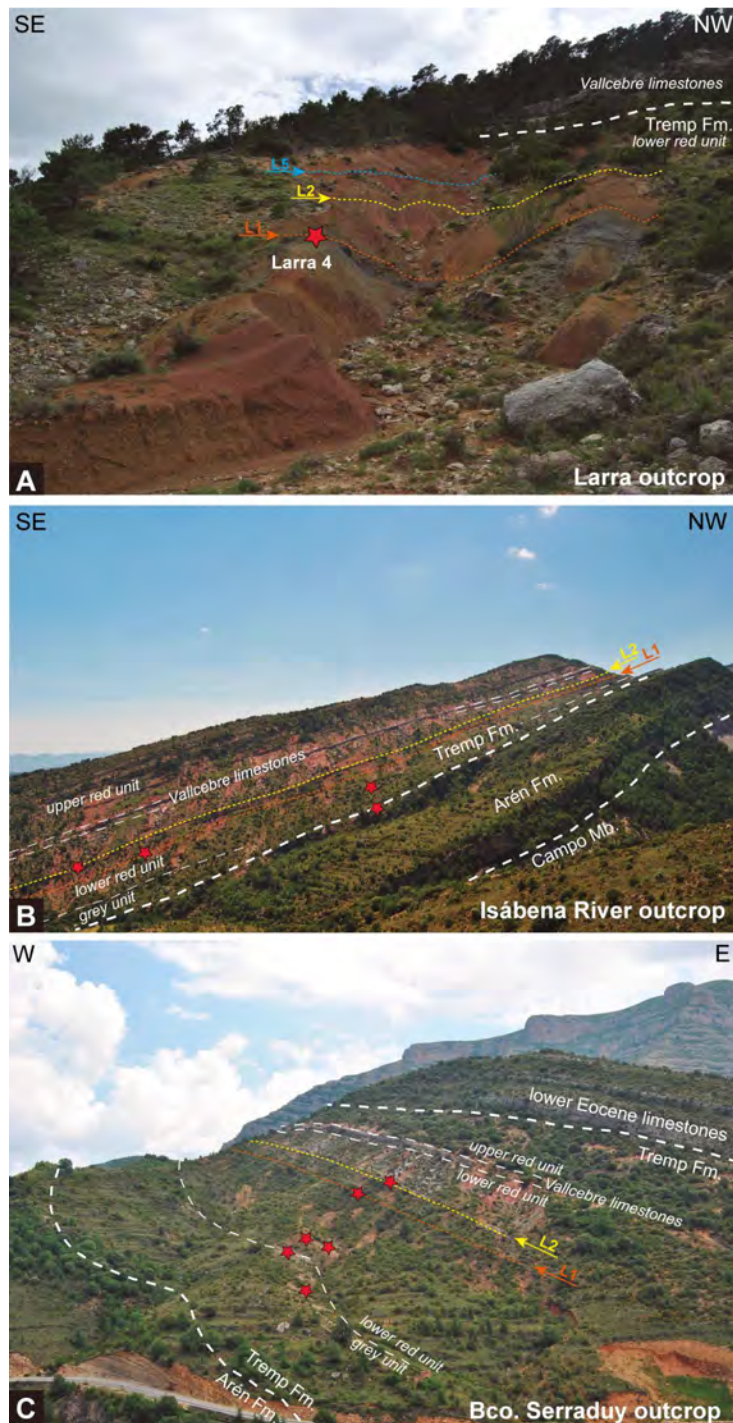 SE
NW
Vallcebre limestones
Tremp Fm.
lower red unit
L5
L2
L1
Larra 4
A
Larra outcrop
SE
NW
L2
L1
upper red unit
Vallcebre limestones
Tremp Fm.
Arén Fm.
Campo Mb.
lower red unit
grey unit
B
Isábena River outcrop
W
E
lower Eocene limestones
Tremp Fm.
upper red unit
Vallcebre limestones
lower red unit
L2
L1
lower red unit
grey unit
Tremp Fm.
Arén Fm.
C
Bco. Serraduy outcrop